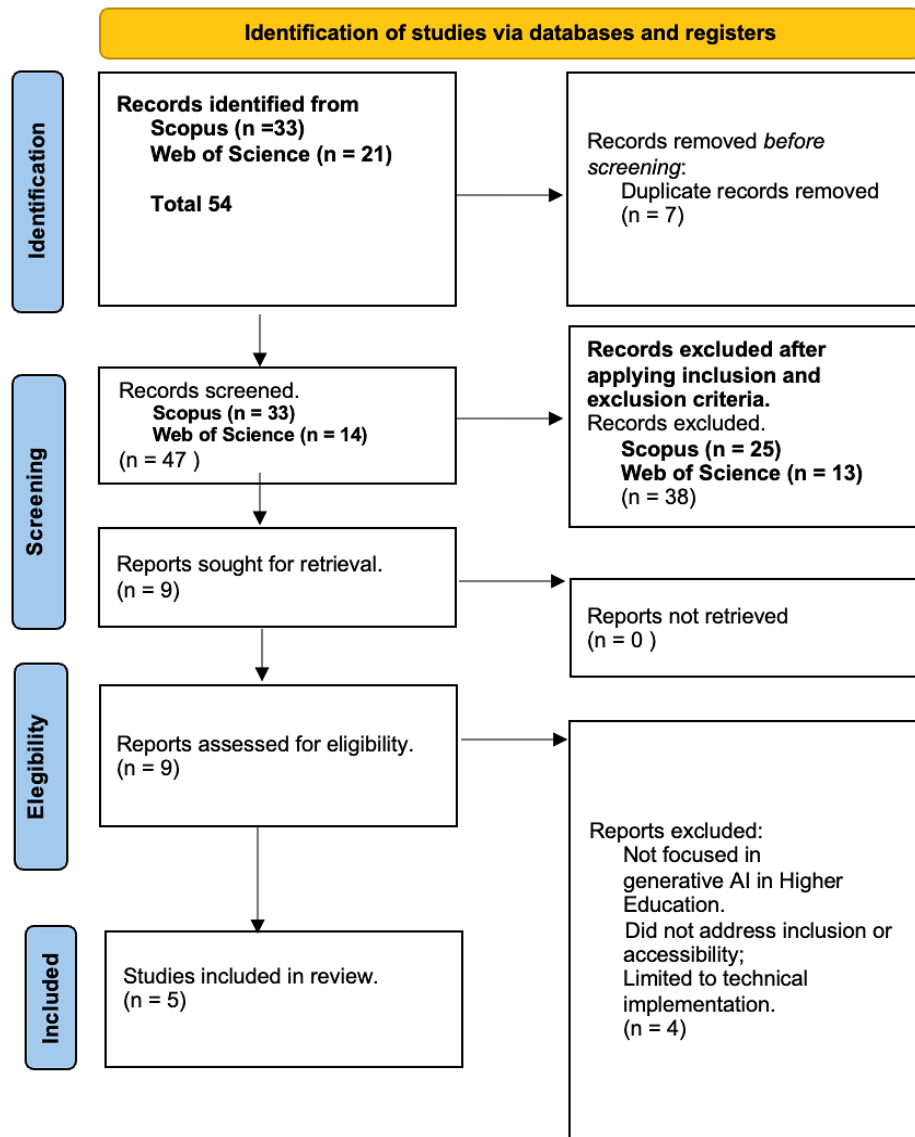 Identification of studies via databases and registers
Identification
Records identified from
Scopus (n =33)
Web of Science (n = 21)
Total 54
Records removed before
screening:
Duplicate records removed
(n = 7)
Screening
Records screened.
Scopus (n = 33)
Web of Science (n = 14)
(n = 47 )
Records excluded after
applying inclusion and
exclusion criteria.
Records excluded.
Scopus (n = 25)
Web of Science (n = 13)
(n = 38)
Reports sought for retrieval.
(n = 9)
Reports not retrieved
(n = 0 )
Elegibility
Reports assessed for eligibility.
(n = 9)
Reports excluded:
Not focused in
generative AI in Higher
Education.
Did not address inclusion or
accessibility;
Limited to technical
implementation.
(n = 4)
Included
Studies included in review.
(n = 5)